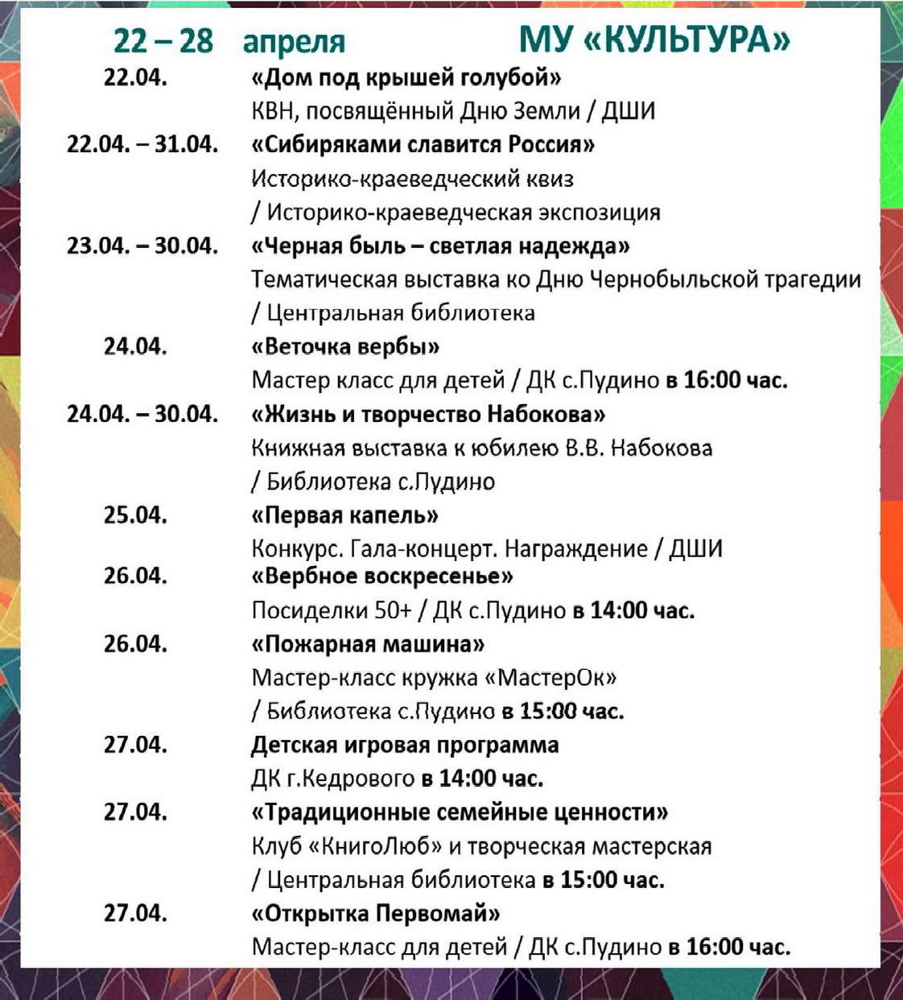 22 – 28 апреля МУ «КУЛЬТУРА»
22.04. «Дом под крышей голубой»
КВН, посвящённый Дню Земли / ДШИ
22.04. – 31.04. «Сибиряками славится Россия»
Историко-краеведческий квиз
/ Историко-краеведческая экспозиция
23.04. – 30.04. «Черная быль – светлая надежда»
Тематическая выставка ко Дню Чернобыльской трагедии
/ Центральная библиотека
24.04. «Веточка вербы»
Мастер класс для детей / ДК с.Пудино в 16:00 час.
24.04. – 30.04. «Жизнь и творчество Набокова»
Книжная выставка к юбилею В.В. Набокова
/ Библиотека с.Пудино
25.04. «Первая капель»
Конкурс. Гала-концерт. Награждение / ДШИ
26.04. «Вербное воскресенье»
Посиделки 50+ / ДК с.Пудино в 14:00 час.
26.04. «Пожарная машина»
Мастер-класс кружка «МастерОк»
/ Библиотека с.Пудино в 15:00 час.
27.04. Детская игровая программа
ДК г.Кедрового в 14:00 час.
27.04. «Традиционные семейные ценности»
Клуб «КнигоЛюб» и творческая мастерская
/ Центральная библиотека в 15:00 час.
27.04. «Открытка Первомай»
Мастер-класс для детей / ДК с.Пудино в 16:00 час.